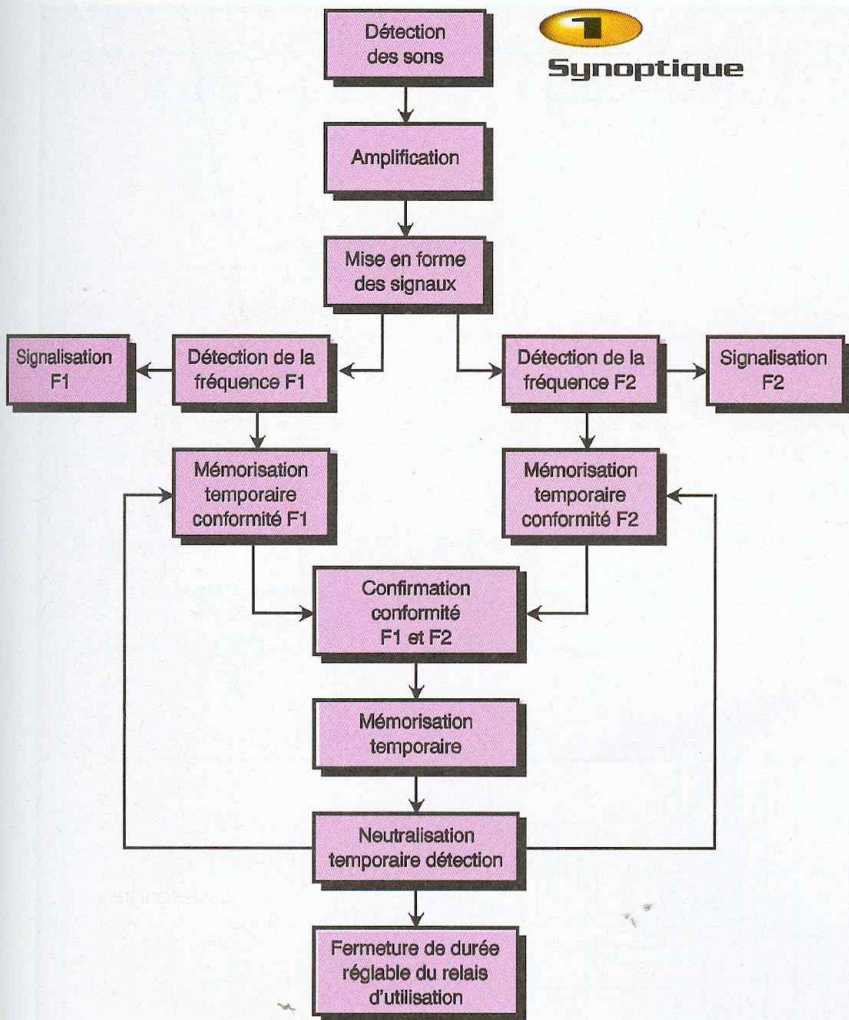 Détection
des sons
1
Synoptique
Amplification
Mise en forme
des signaux
Signalisation
F1
Détection de la
fréquence F1
Détection de la
fréquence F2
Signalisation
F2
Mémorisation
temporaire
conformité F1
Mémorisation
temporaire
conformité F2
Confirmation
conformité
F1 et F2
Mémorisation
temporaire
Neutralisation
temporaire détection
Fermeture de durée
réglable du relais
d'utilisation